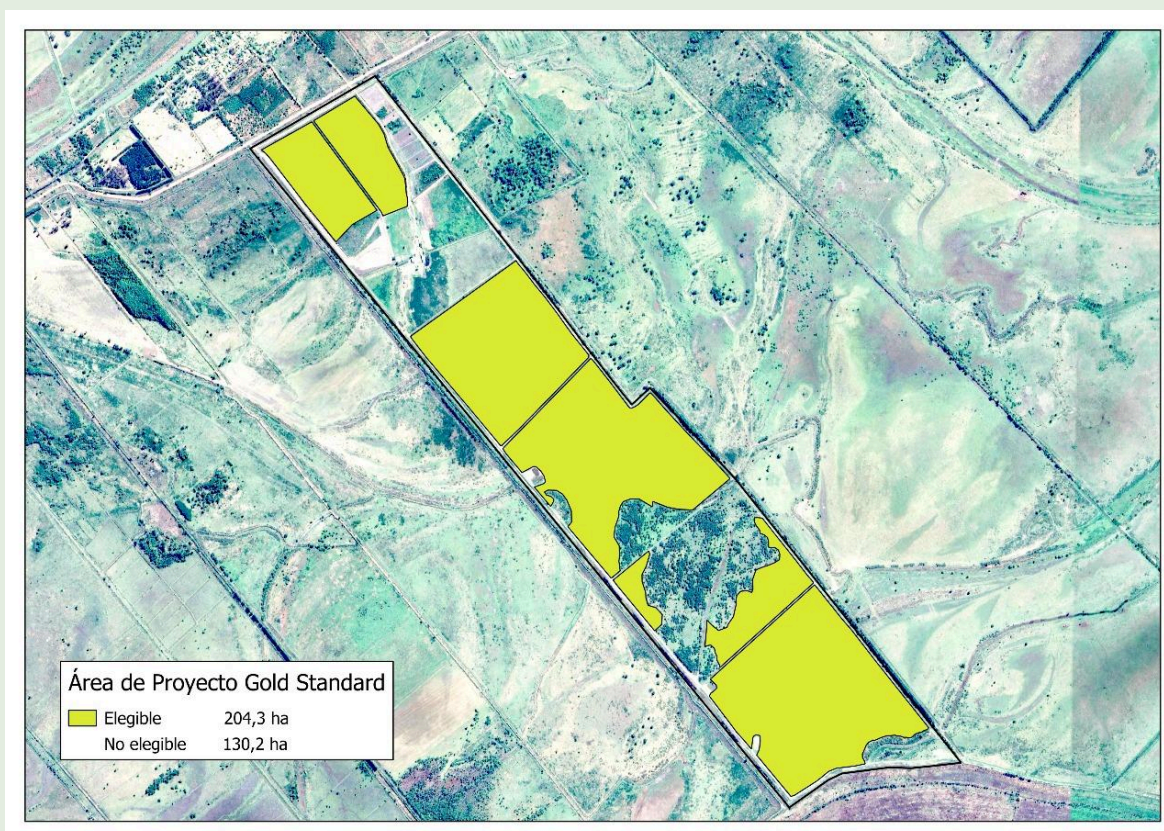 Área de Proyecto Gold Standard
Elegible 204,3 ha
No elegible 130,2 ha